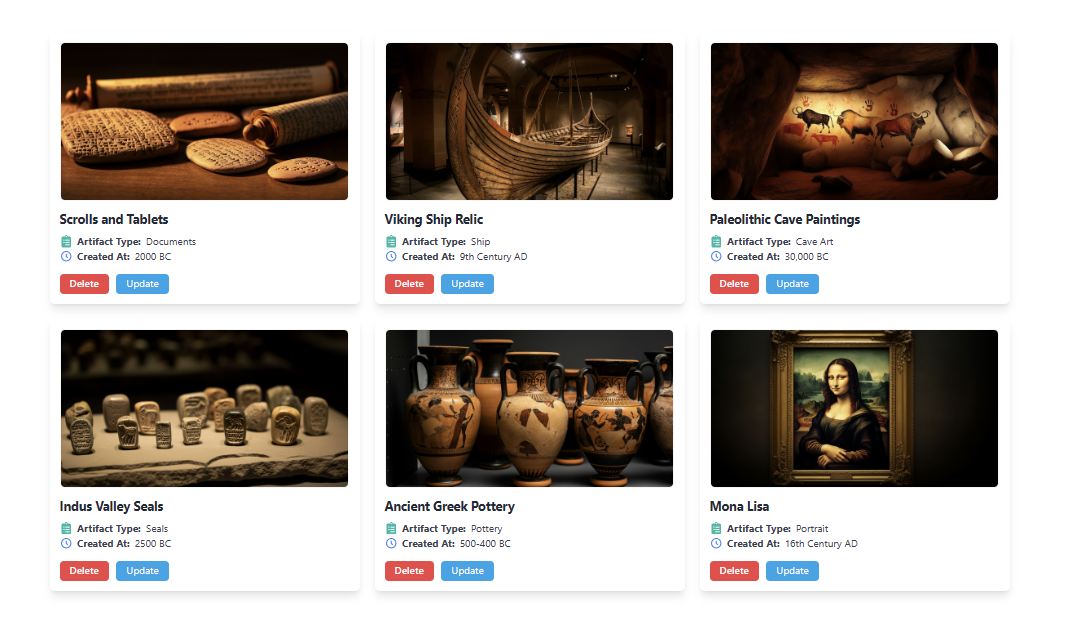 Scrolls and Tablets
Artifact Type: Documents
Created At: 2000 BC
Delete Update
Viking Ship Relic
Artifact Type: Ship
Created At: 9th Century AD
Delete Update
Paleolithic Cave Paintings
Artifact Type: Cave Art
Created At: 30,000 BC
Delete Update
Indus Valley Seals
Artifact Type: Seals
Created At: 2500 BC
Delete Update
Ancient Greek Pottery
Artifact Type: Pottery
Created At: 500-400 BC
Delete Update
Mona Lisa
Artifact Type: Portrait
Created At: 16th Century AD
Delete Update